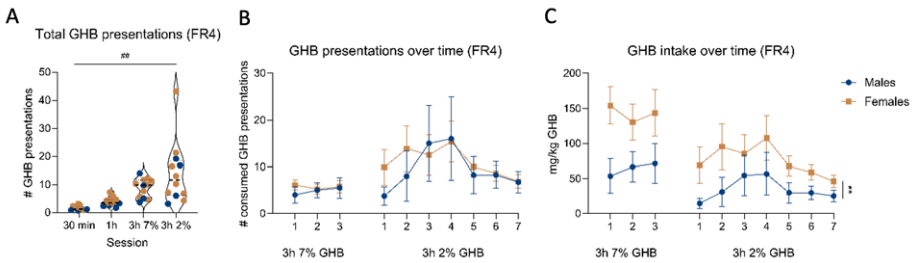 A
Total GHB presentations (FR4)
##
# GHB presentations
50
40
30
20
10
0
30 min 1h 3h 7% 3h 2%
Session
B
GHB presentations over time (FR4)
# consumed GHB presentations
30
20
10
0
1 2 3 1 2 3 4 5 6 7
3h 7% GHB 3h 2% GHB
C
GHB intake over time (FR4)
mg/kg GHB
200
150
100
50
0
1 2 3 1 2 3 4 5 6 7
3h 7% GHB 3h 2% GHB
Males
Females
**